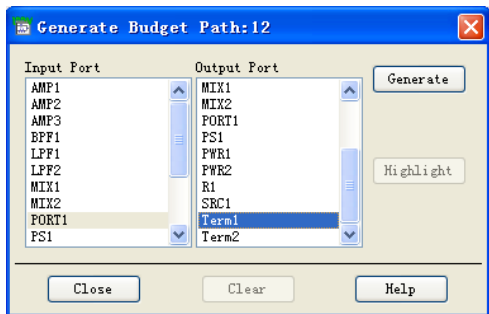 Generate Budget Path:12
Input Port
Output Port
Generate
AMP1
AMP2
AMP3
BPF1
LPF1
LPF2
MIX1
MIX2
PORT1
PS1
MIX1
MIX2
PORT1
PS1
PWR1
PWR2
R1
SRC1
Term1
Term2
Highlight
Close
Clear
Help